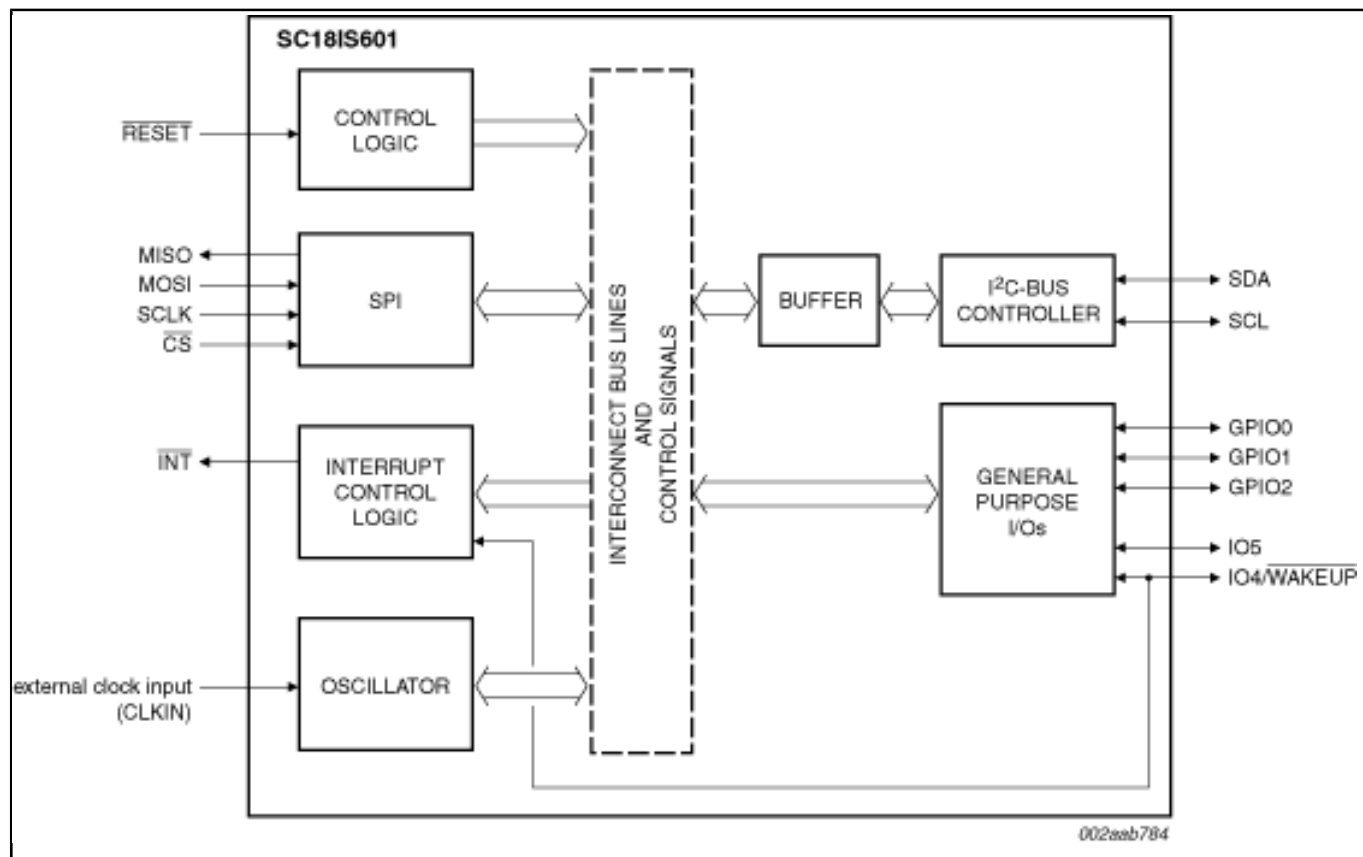 SC18IS601
RESET
CONTROL
LOGIC
MISO
MOSI
SCLK
CS
SPI
INT
INTERRUPT
CONTROL
LOGIC
external clock input
(CLKIN)
OSCILLATOR
INTERCONNECT BUS LINES
AND
CONTROL SIGNALS
BUFFER
I²C-BUS
CONTROLLER
SDA
SCL
GENERAL
PURPOSE
I/Os
GPIO0
GPIO1
GPIO2
IO5
IO4/WAKEUP
002aab784